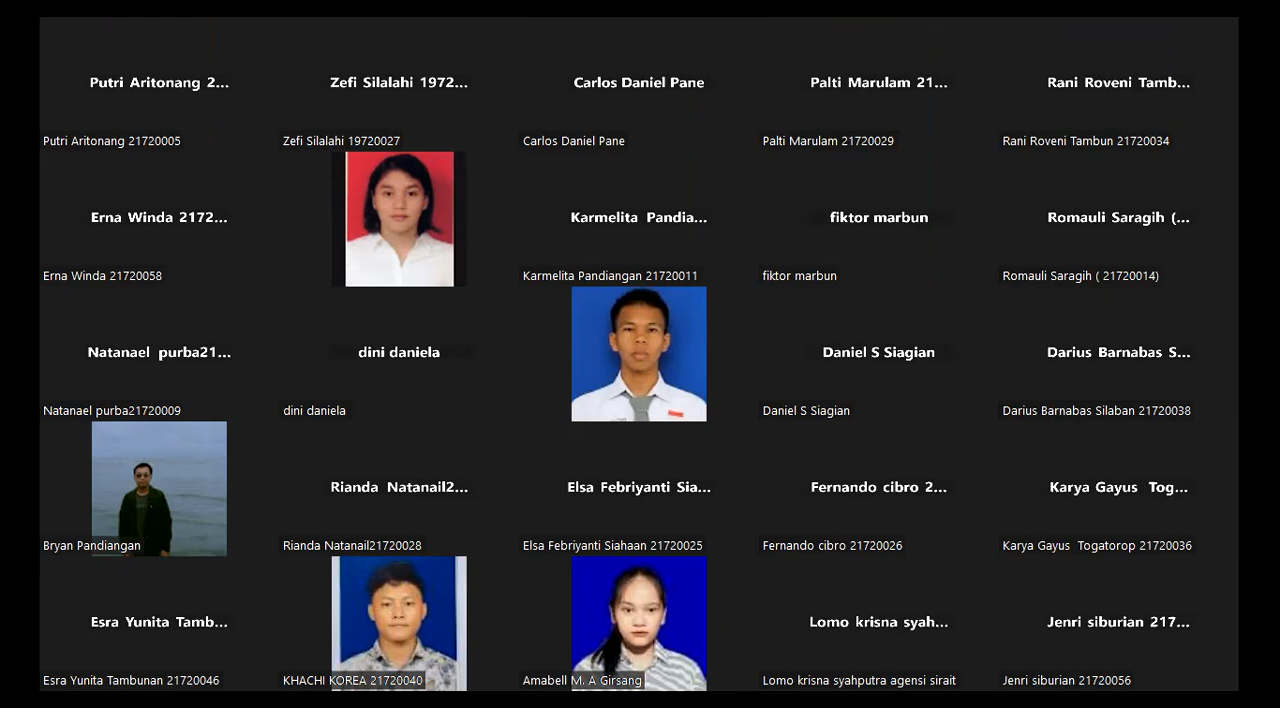 Putri Aritonang 2...
Zefi Silalahi 1972...
Carlos Daniel Pane
Palti Marulam 21...
Rani Roveni Tamb...
Putri Aritonang 21720005
Zefi Silalahi 19720027
Carlos Daniel Pane
Palti Marulam 21720029
Rani Roveni Tambun 21720034
Erna Winda 2172...
Karmelita Pandia...
fiktor marbun
Romauli Saragih (...
Erna Winda 21720058
Karmelita Pandiangan 21720011
fiktor marbun
Romauli Saragih ( 21720014)
Natanael purba21...
dini daniela
Daniel S Siagian
Darius Barnabas S...
Natanael purba21720009
dini daniela
Daniel S Siagian
Darius Barnabas Silaban 21720038
Rianda Natanail2...
Elsa Febriyanti Sia...
Fernando cibro 2...
Karya Gayus Tog...
Bryan Pandiangan
Rianda Natanail21720028
Elsa Febriyanti Siahaan 21720025
Fernando cibro 21720026
Karya Gayus Togatorop 21720036
Esra Yunita Tamb...
Lomo krisna syah...
Jenri siburian 217...
Esra Yunita Tambunan 21720046
KHACHI KOREA 21720040
Amabell M. A Girsang
Lomo krisna syahputra agensi sirait
Jenri siburian 21720056